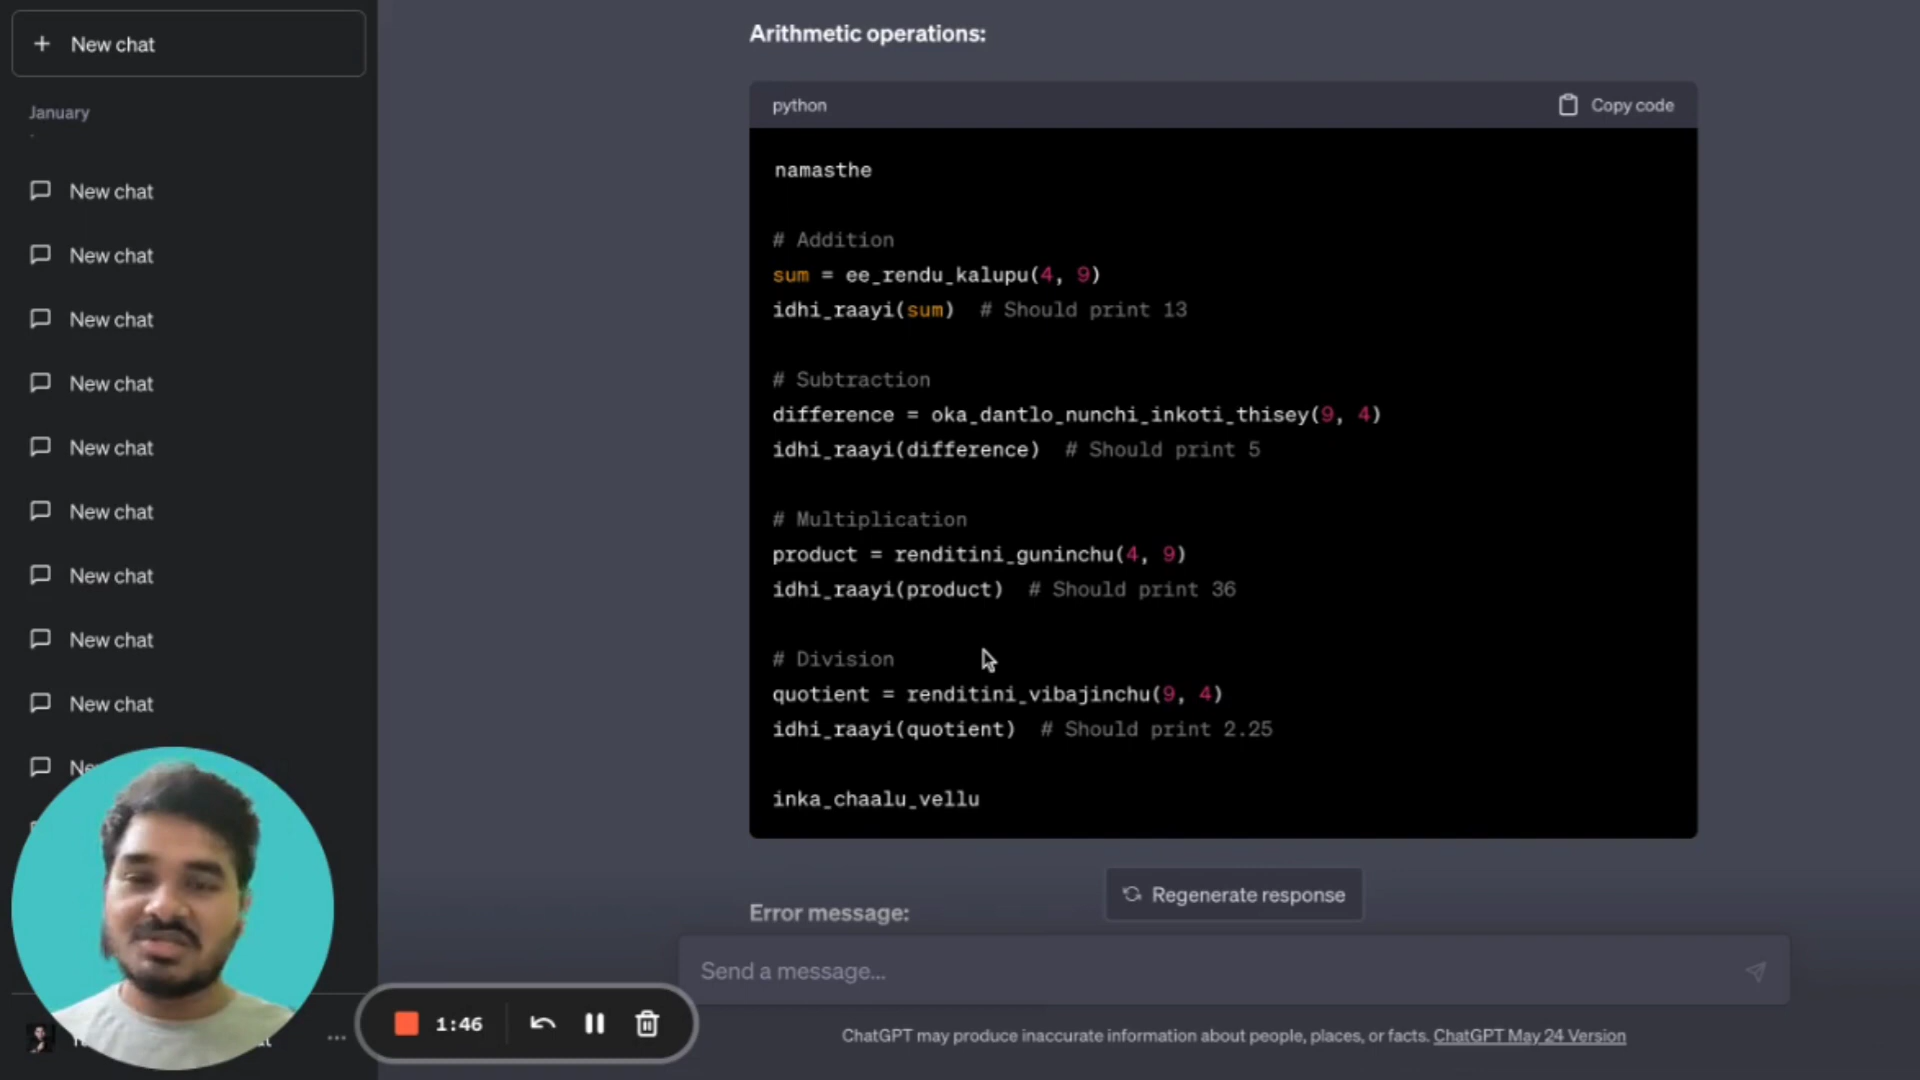 New chat
January
New chat
New chat
New chat
New chat
New chat
New chat
New chat
New chat
New chat
Arithmetic operations:
python
Copy code
namasthe
# Addition
sum = ee_rendu_kalupu(4, 9)
idhi_raayi(sum)  # Should print 13
# Subtraction
difference = oka_dantlo_nunchi_inkoti_thisey(9, 4)
idhi_raayi(difference)  # Should print 5
# Multiplication
product = renditini_guninchu(4, 9)
idhi_raayi(product)  # Should print 36
# Division
quotient = renditini_vibajinchu(9, 4)
idhi_raayi(quotient)  # Should print 2.25
inka_chaalu_vellu
Regenerate response
Error message:
Send a message...
1:46
ChatGPT may produce inaccurate information about people, places, or facts. ChatGPT May 24 Version